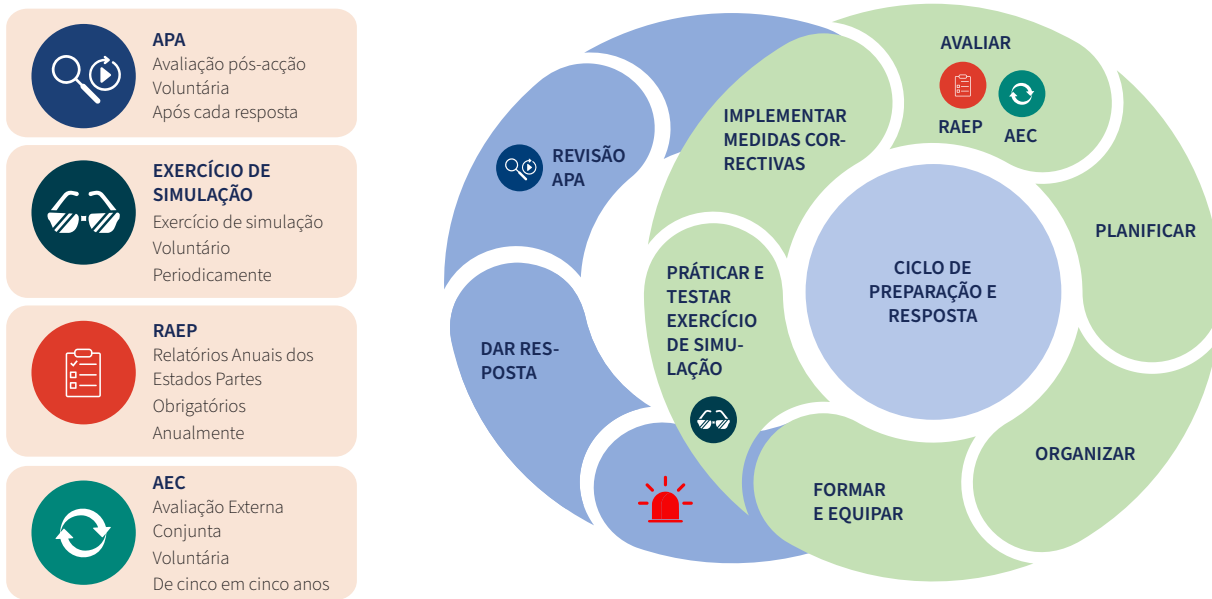 APA
Avaliação pós-acção
Voluntária
Após cada resposta
EXERCÍCIO DE
SIMULAÇÃO
Exercício de simulação
Voluntário
Periodicamente
RAEP
Relatórios Anuais dos
Estados Partes
Obrigatórios
Anualmente
AEC
Avaliação Externa
Conjunta
Voluntária
De cinco em cinco anos
AVALIAR
RAEP
AEC
PLANIFICAR
ORGANIZAR
FORMAR
E EQUIPAR
PRÁTICAR E
TESTAR
EXERCÍCIO
DE SIMU-
LAÇÃO
IMPLEMENTAR
MEDIDAS COR-
RECTIVAS
REVISÃO
APA
DAR RES-
POSTA
CICLO DE
PREPARAÇÃO E
RESPOSTA